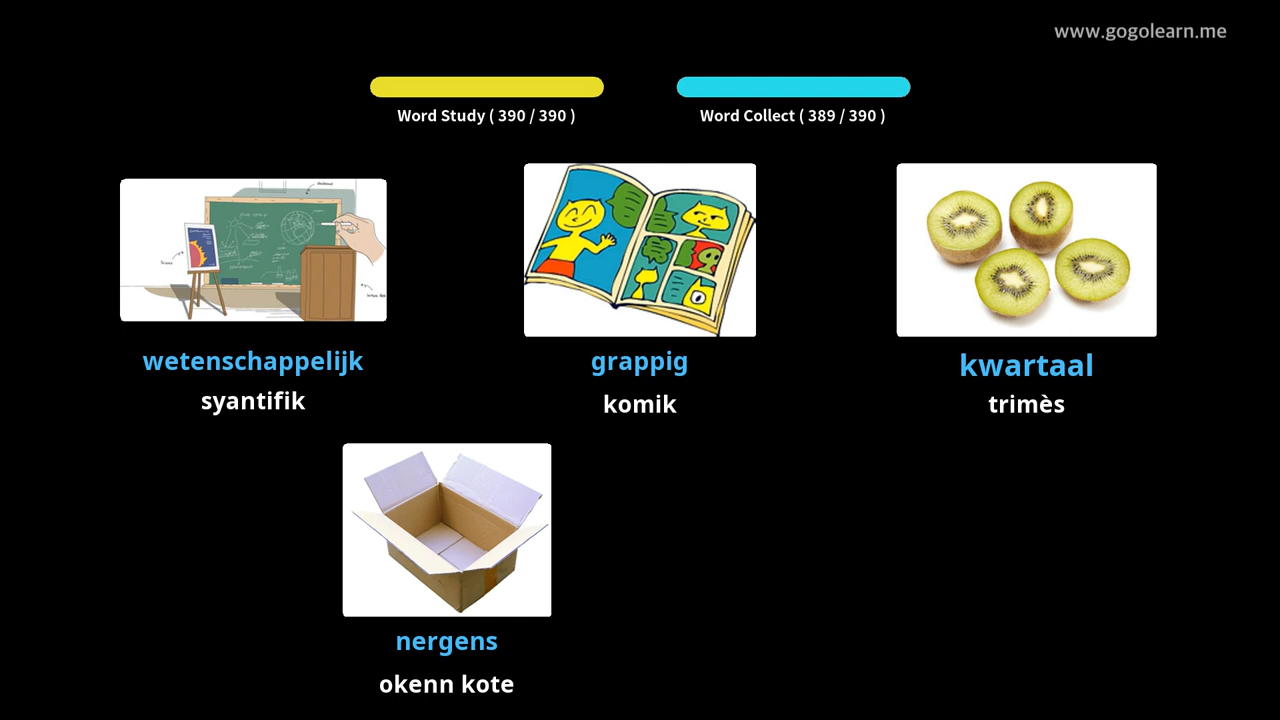 www.gogolearn.me
Word Study ( 390 / 390 )
Word Collect ( 389 / 390 )
wetenschappelijk
syantifik
grappig
komik
kwartaal
trimès
nergens
okenn kote